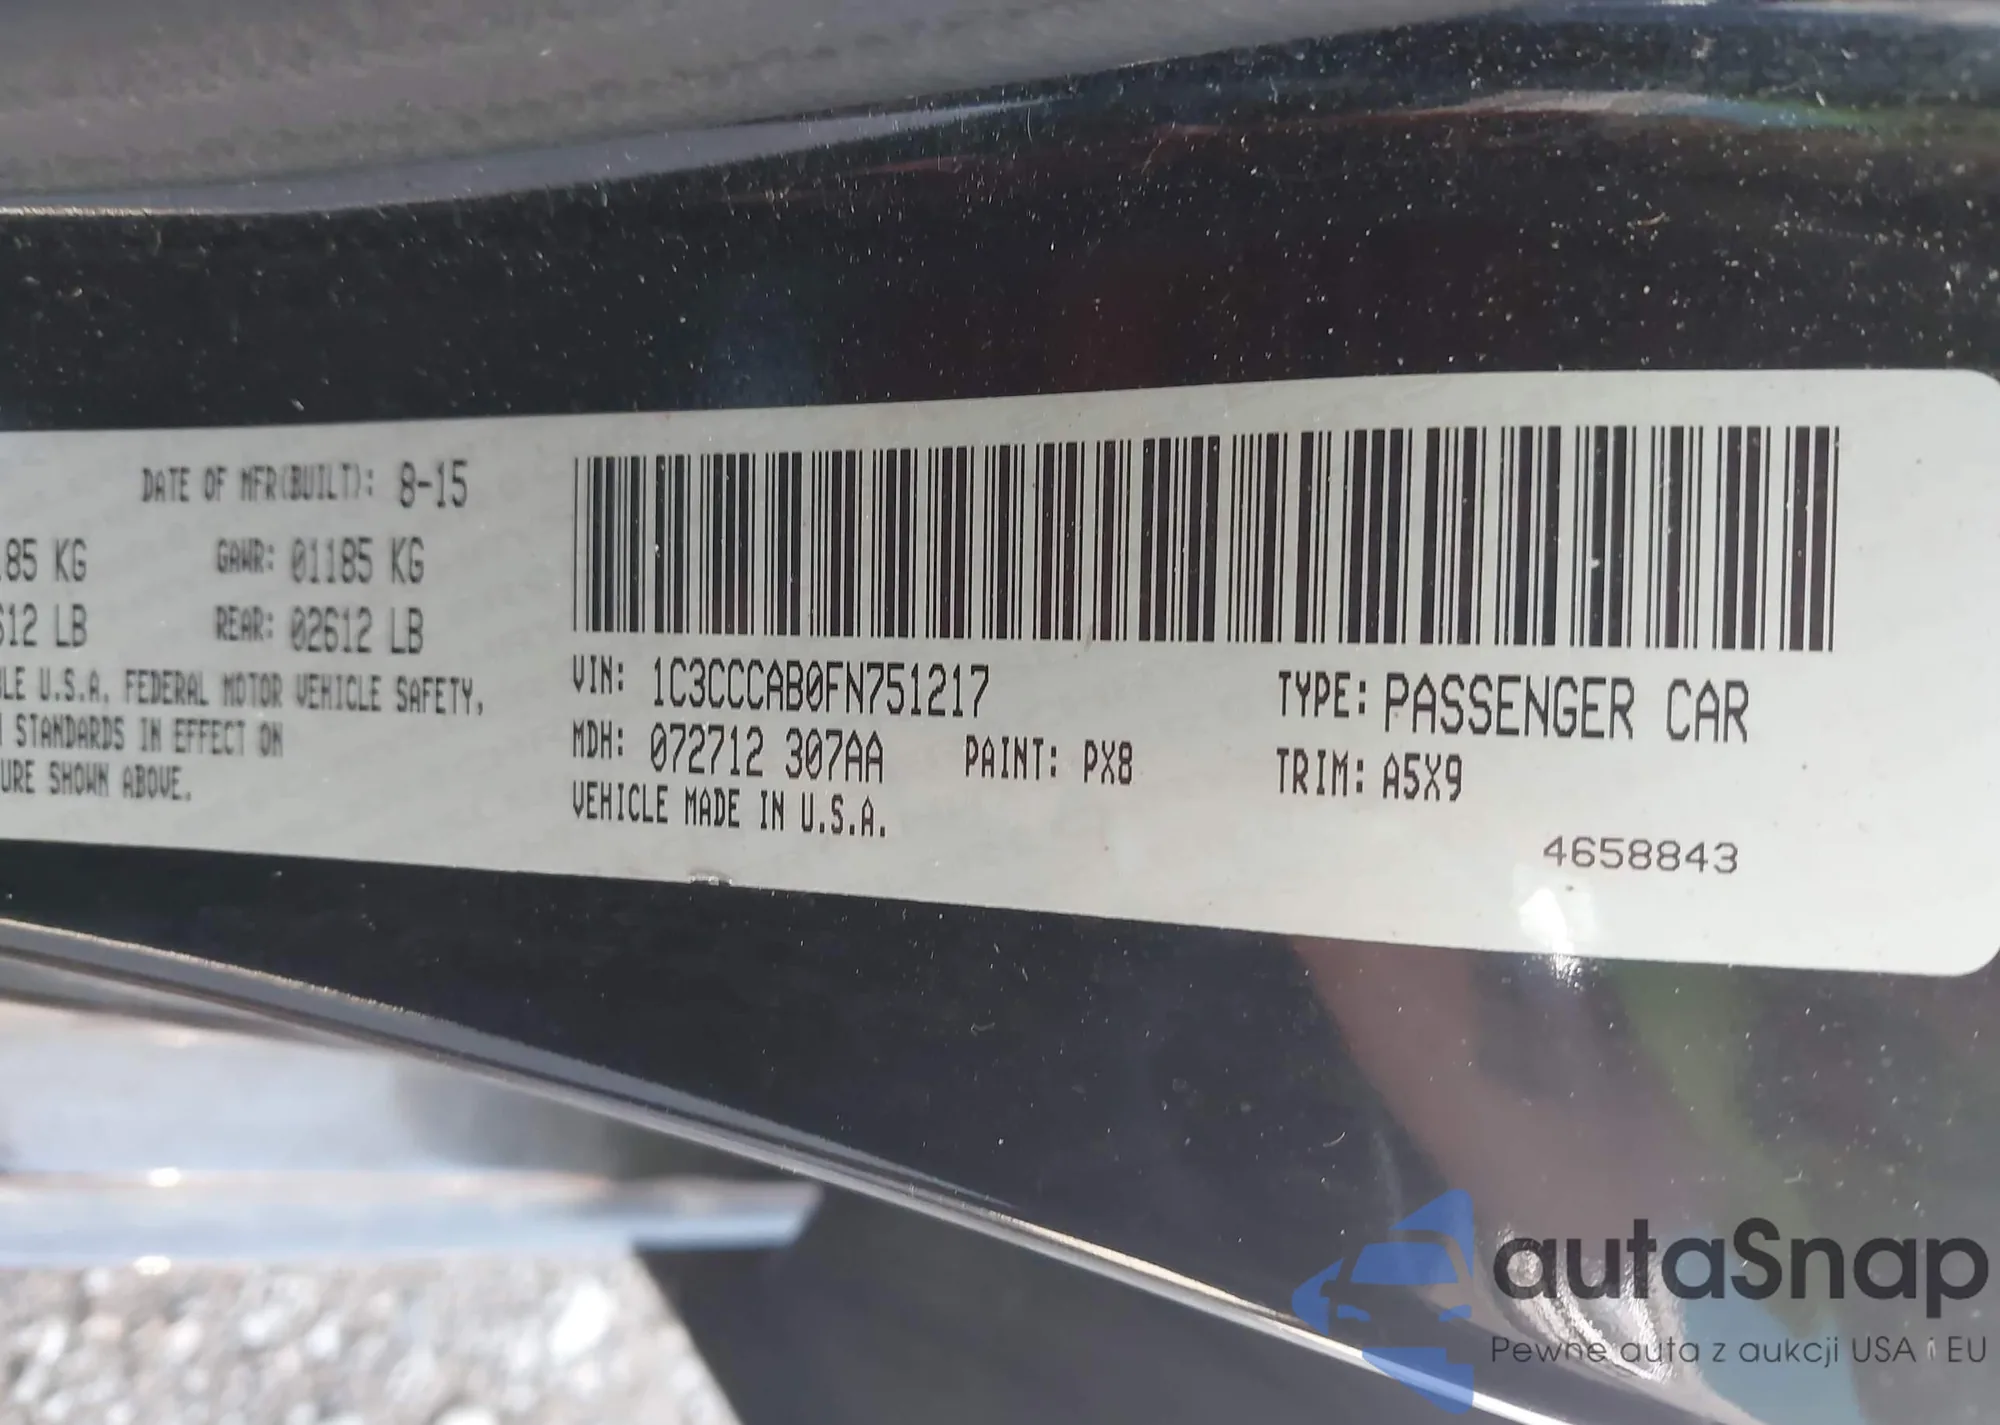 DATE OF MFR(BUILT): 8-15
185 KG GAWR: 01185 KG
612 LB REAR: 02612 LB
LE U.S.A. FEDERAL MOTOR VEHICLE SAFETY,
STANDARDS IN EFFECT ON
URE SHOWN ABOVE.
VIN: 1C3CCCAB0FN751217 TYPE: PASSENGER CAR
MDH: 072712 307AA PAINT: PX8 TRIM: A5X9
VEHICLE MADE IN U.S.A.
4658843
autaSnap
Pewne auta z aukcji USA i EU